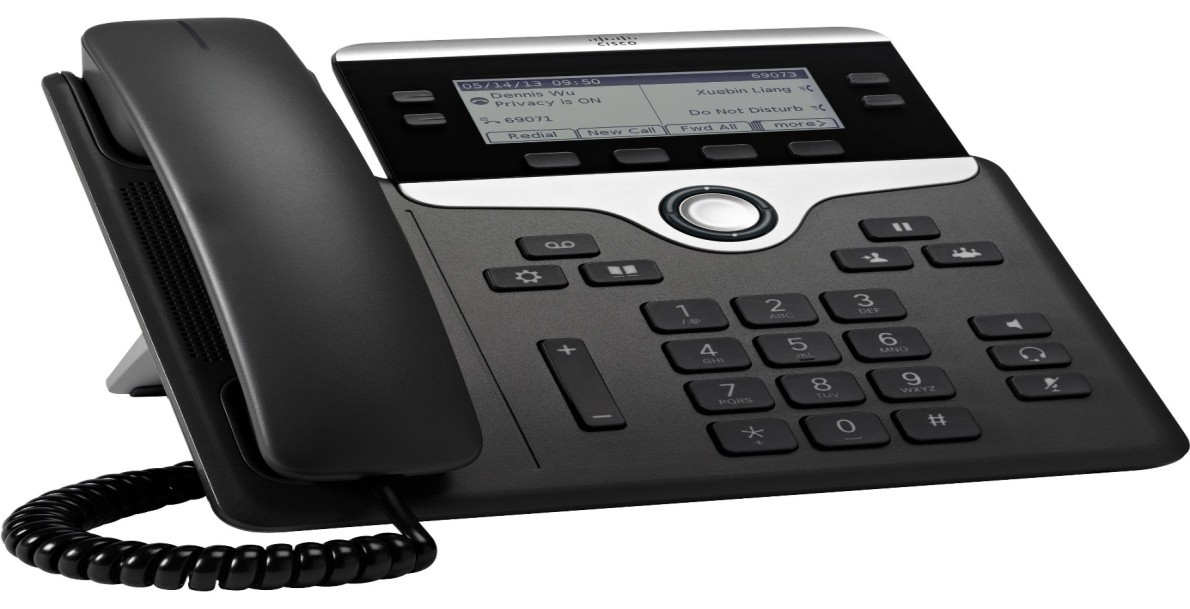 CISCO
05/14/13 09:50 69073
Dennis Wu Xuebin Liang
Privacy is ON
69071 Do Not Disturb
Redial New Call Fwd All more>
1 2 ABC 3 DEF
4 GHI 5 JKL 6 MNO
7 PQRS 8 TUV 9 WXYZ
* + 0 #
+
−